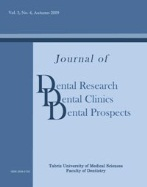 Vol. 3, No. 4, Autumn 2009
Journal of
Dental Research
Dental Clinics
Dental Prospects
Tabriz University of Medical Sciences
Faculty of Dentistry